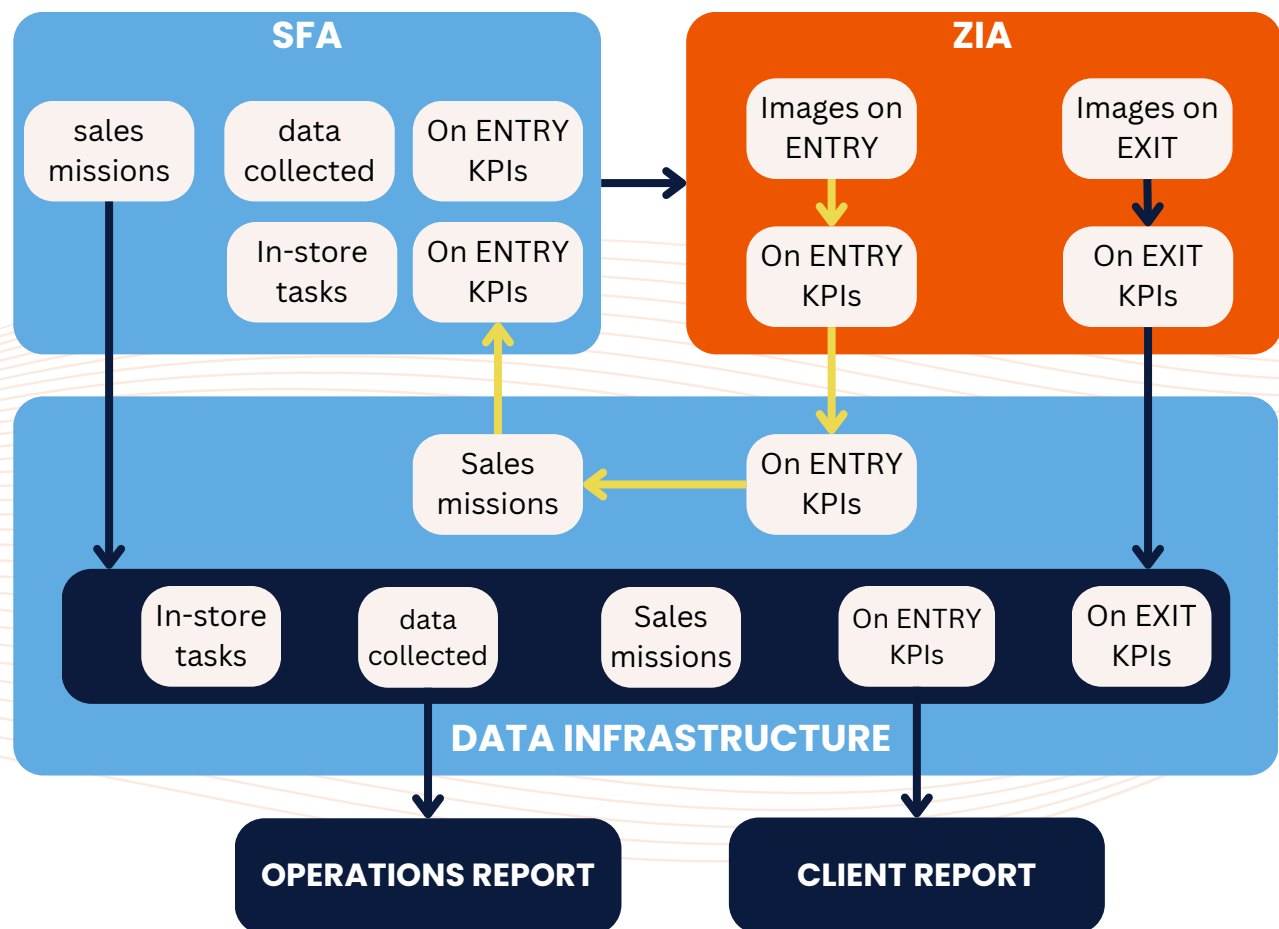 SFA
sales
missions
data
collected
On ENTRY
KPIs
In-store
tasks
On ENTRY
KPIs
ZIA
Images on
ENTRY
Images on
EXIT
On ENTRY
KPIs
On EXIT
KPIs
Sales
missions
On ENTRY
KPIs
In-store
tasks
data
collected
Sales
missions
On ENTRY
KPIs
On EXIT
KPIs
DATA INFRASTRUCTURE
OPERATIONS REPORT
CLIENT REPORT